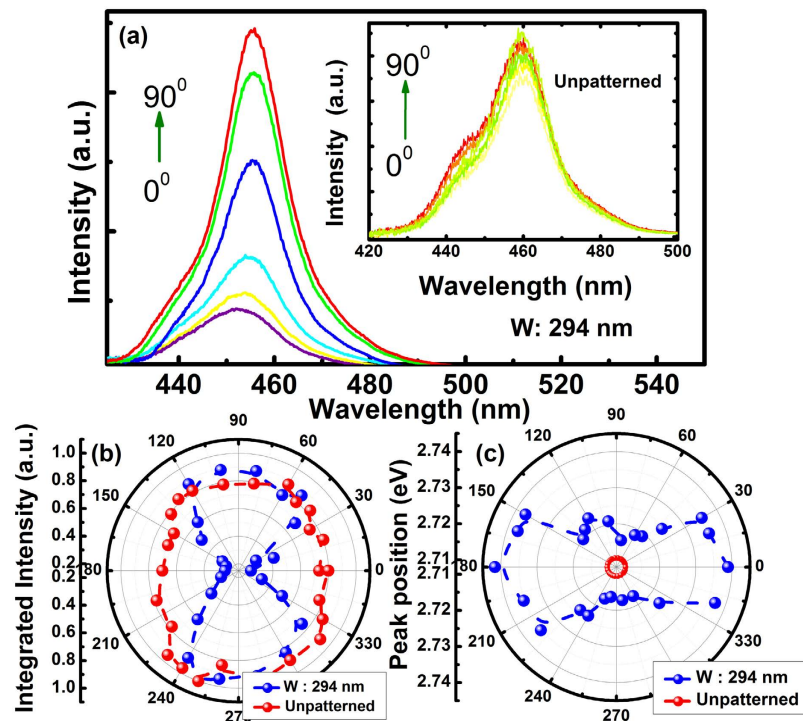 (a)
90⁰
0⁰
Intensity (a.u.)
440 460 480 500 520 540
Wavelength (nm)
W: 294 nm
Unpatterned
90⁰
0⁰
Intensity (a.u.)
420 440 460 480 500
Wavelength (nm)
(b)
Integrated Intensity (a.u.)
1.0
0.8
0.6
0.4
0.2
0.2
0.4
0.6
0.8
1.0
90
120 60
150 30
80 0
210 330
240
27
W : 294 nm
Unpatterned
(c)
Peak position (eV)
2.74
2.73
2.72
2.71
2.71
2.72
2.73
2.74
90
120 60
150 30
80 0
210 330
240
270
W : 294 nm
Unpatterned